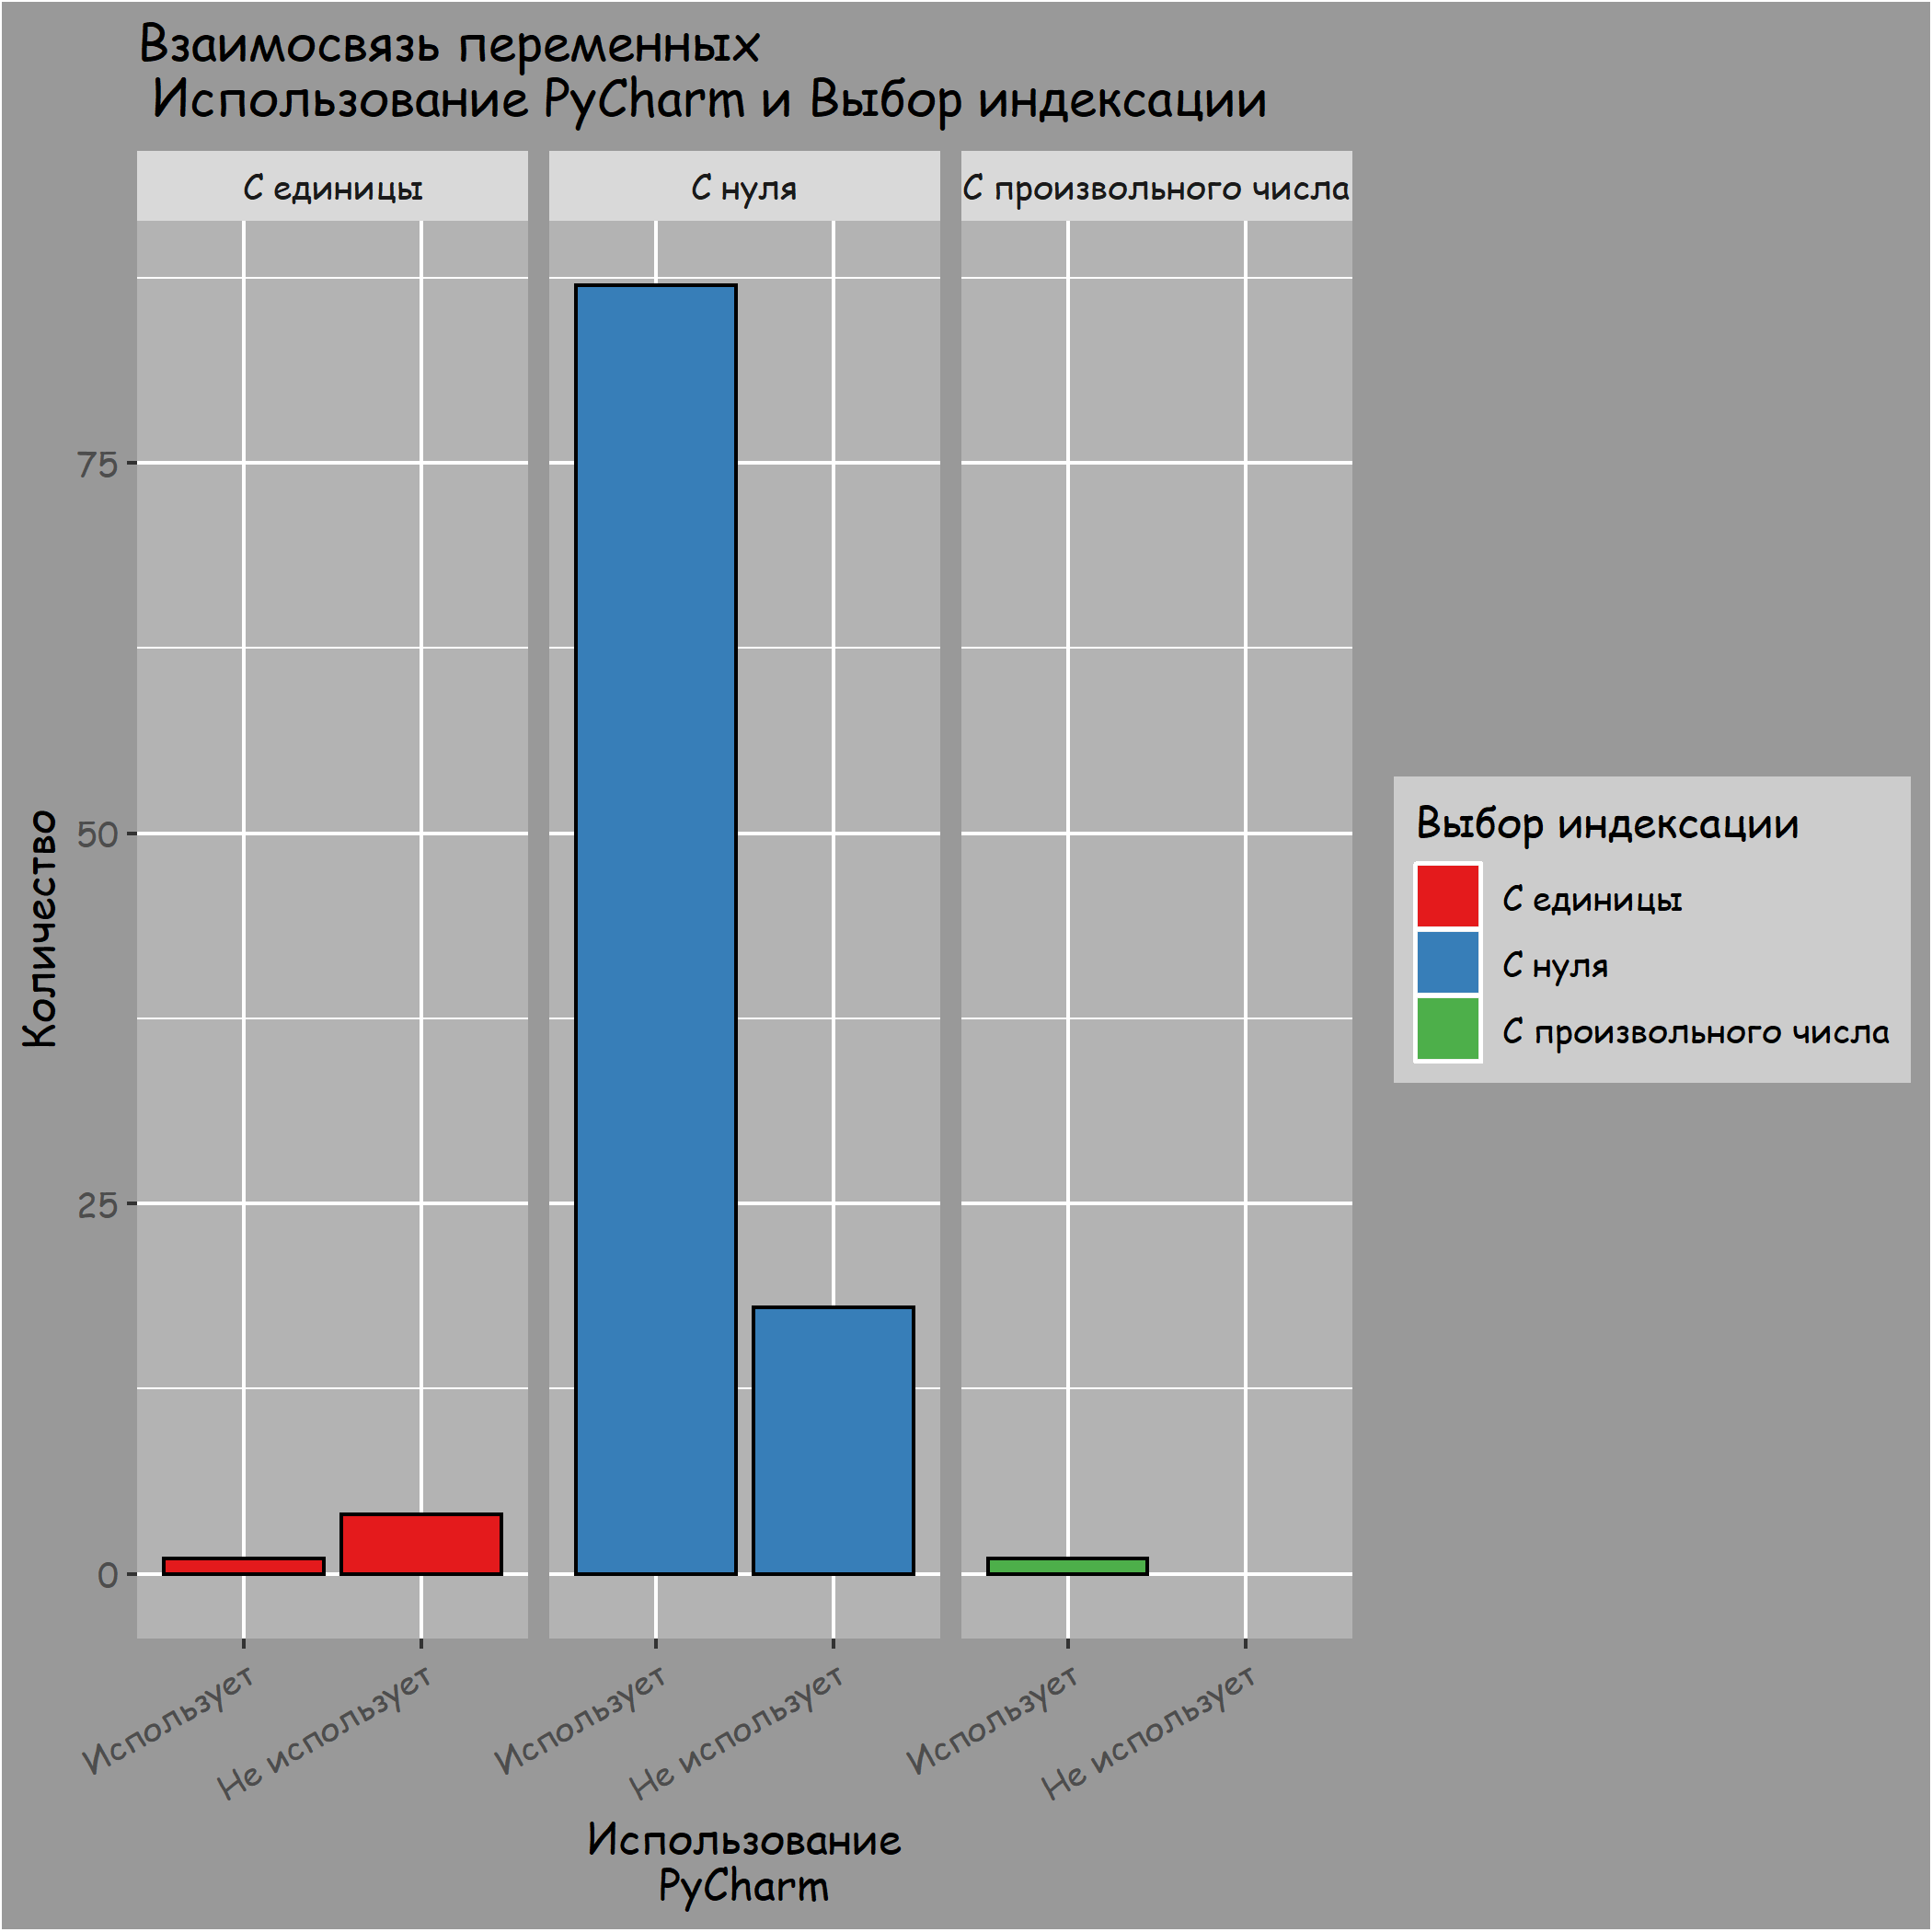 Взаимосвязь переменных
Использование PyCharm и Выбор индексации
С единицы
С нуля
С произвольного числа
Количество
75
50
25
0
Использует
Не использует
Использует
Не использует
Использует
Не использует
Использование
PyCharm
Выбор индексации
С единицы
С нуля
С произвольного числа